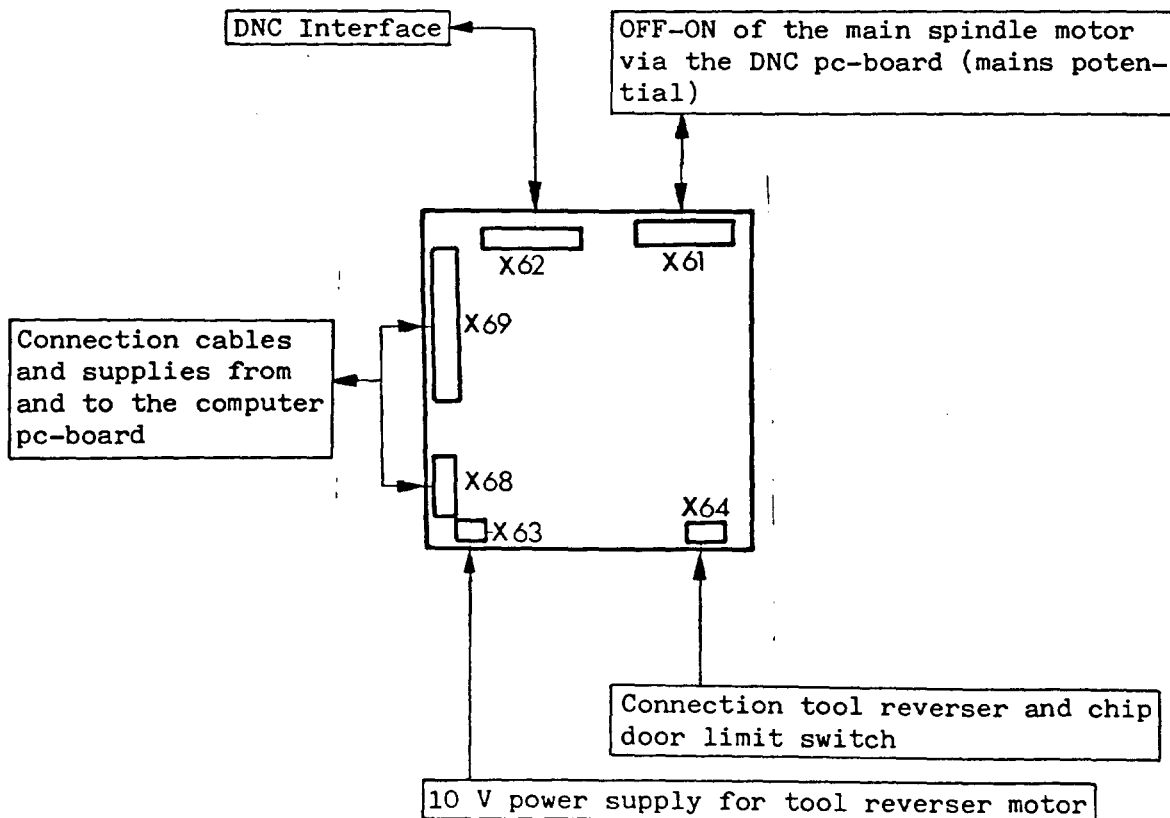 DNC Interface
OFF-ON of the main spindle motor
via the DNC pc-board (mains poten-
tial)
X62
X61
X69
Connection cables
and supplies from
and to the computer
pc-board
X68
X64
X63
Connection tool reverser and chip
door limit switch
10 V power supply for tool reverser motor